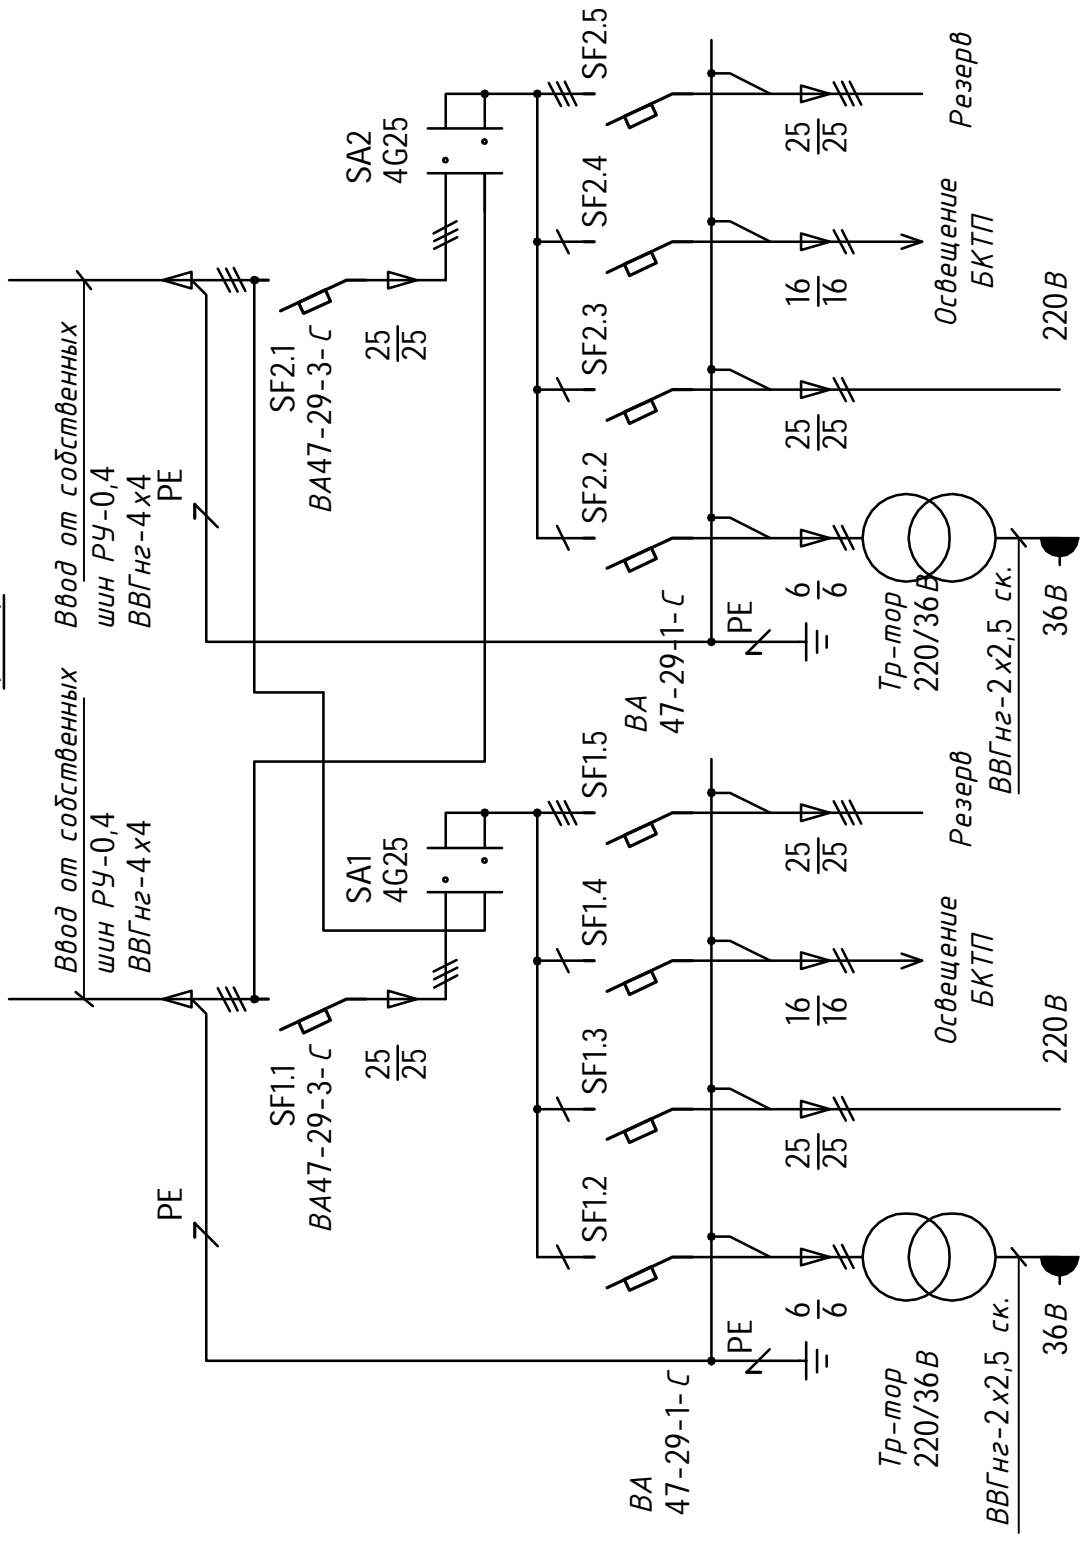 Ввод от собственных
шин РУ-0,4
ВВГнг-4х4
PE
SF1.1
ВА47-29-3-С
25
25
SA1
4G25
SF1.2
SF1.3
SF1.4
SF1.5
ВА
47-29-1-С
PE
6
6
25
25
16
16
25
25
Тр-тор
220/36В
ВВГнг-2х2,5 ск.
36В
220В
Освещение
БКТП
Резерв
Ввод от собственных
шин РУ-0,4
ВВГнг-4х4
PE
SF2.1
ВА47-29-3-С
25
25
SA2
4G25
SF2.2
SF2.3
SF2.4
SF2.5
ВА
47-29-1-С
PE
6
6
25
25
16
16
25
25
Тр-тор
220/36В
ВВГнг-2х2,5 ск.
36В
220В
Освещение
БКТП
Резерв